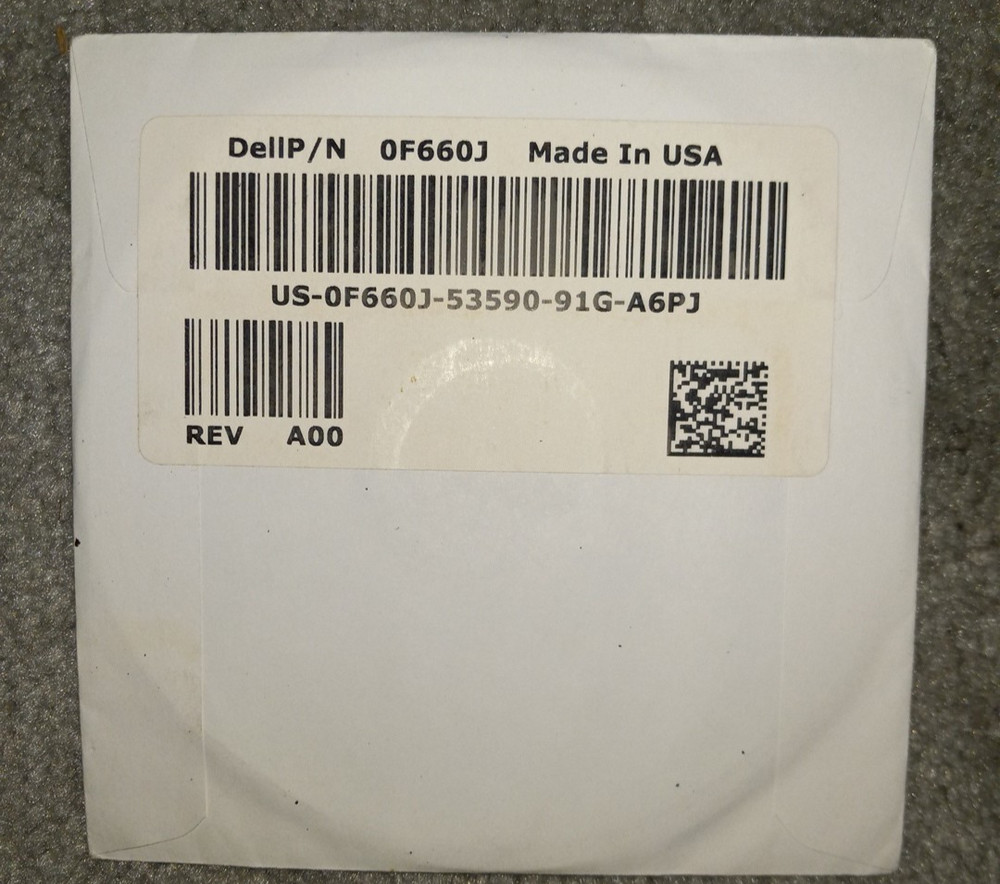 DellP/N 0F660J Made In USA
US-0F660J-53590-91G-A6PJ
REV A00